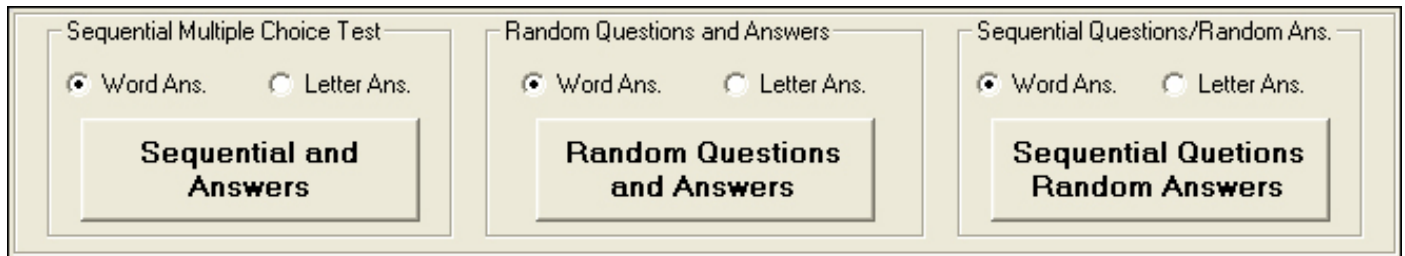 Sequential Multiple Choice Test
Word Ans. Letter Ans.
Sequential and
Answers
Random Questions and Answers
Word Ans. Letter Ans.
Random Questions
and Answers
Sequential Questions/Random Ans.
Word Ans. Letter Ans.
Sequential Quetions
Random Answers